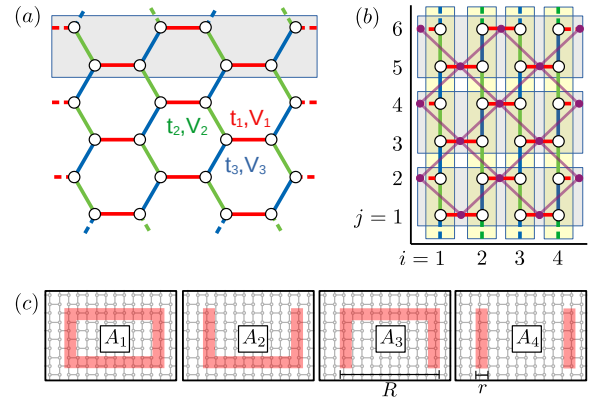 (a)
t₂,V₂
t₁,V₁
t₃,V₃
(b)
6
5
4
3
2
j = 1
i = 1 2 3 4
(c)
A₁ A₂ A₃ A₄
R r